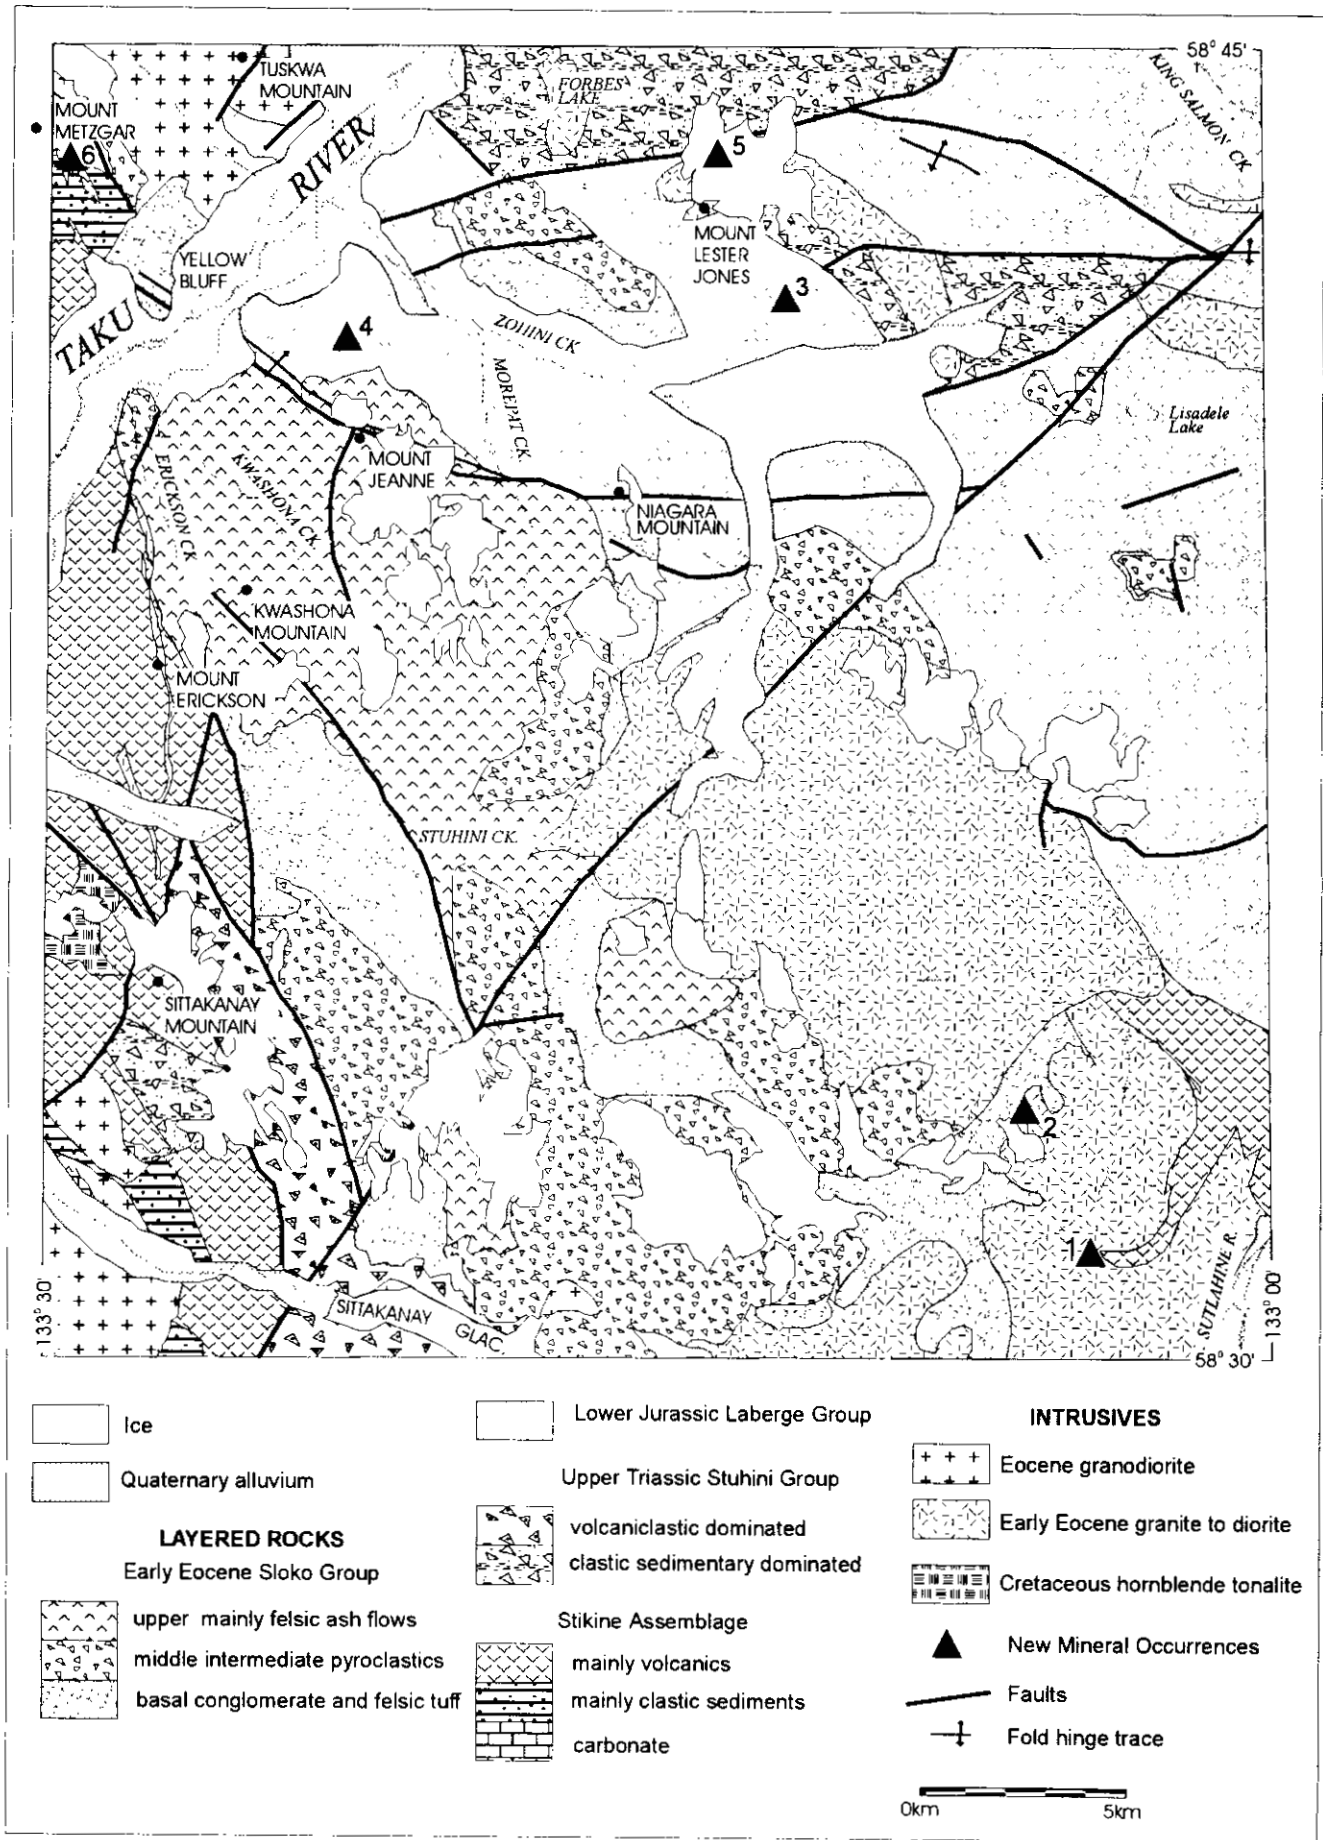 58° 45'
KING SALMON CK
TUSKWA
MOUNTAIN
FORBES
LAKE
MOUNT
METZGAR
6
RIVER
5
YELLOW
BLUFF
MOUNT
LESTER
JONES
3
TAKU
4
ZOHINI CK
MOREPAT CK.
Lisadele
Lake
ERICKSON CK
KWASHONA CK.
MOUNT
JEANNE
NIAGARA
MOUNTAIN
KWASHONA
MOUNTAIN
MOUNT
ERICKSON
STUHINI CK.
SITTAKANAY
MOUNTAIN
2
1
SUTLAHINE R.
133° 30'
SITTAKANAY
GLAC.
133° 00'
58° 30'
Ice
Quaternary alluvium
LAYERED ROCKS
Early Eocene Sloko Group
upper mainly felsic ash flows
middle intermediate pyroclastics
basal conglomerate and felsic tuff
Lower Jurassic Laberge Group
Upper Triassic Stuhini Group
volcaniclastic dominated
clastic sedimentary dominated
Stikine Assemblage
mainly volcanics
mainly clastic sediments
carbonate
INTRUSIVES
Eocene granodiorite
Early Eocene granite to diorite
Cretaceous hornblende tonalite
New Mineral Occurrences
Faults
Fold hinge trace
0km 5km